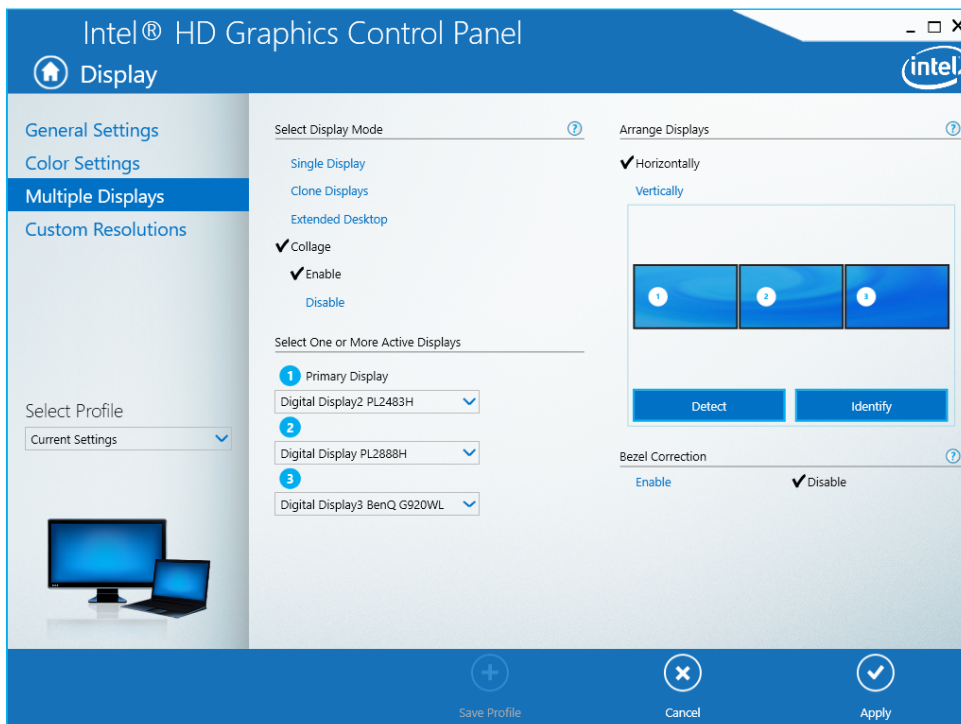 Intel® HD Graphics Control Panel
Display
intel
General Settings
Color Settings
Multiple Displays
Custom Resolutions
Select Profile
Current Settings
Select Display Mode
?
Single Display
Clone Displays
Extended Desktop
Collage
Enable
Disable
Select One or More Active Displays
1 Primary Display
Digital Display2 PL2483H
2
Digital Display PL2888H
3
Digital Display3 BenQ G920WL
Arrange Displays
?
Horizontally
Vertically
1 2 3
Detect Identify
Bezel Correction
?
Enable Disable
Save Profile Cancel Apply